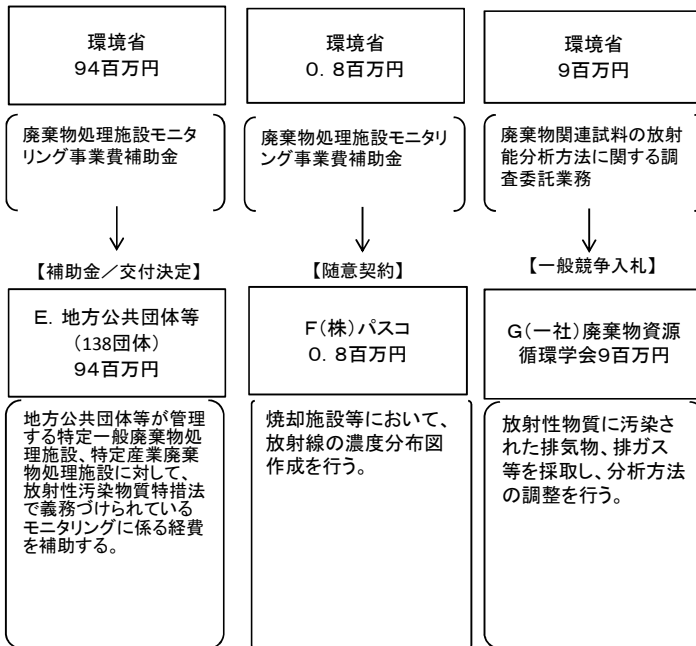 環境省
94百万円
廃棄物処理施設モニタ
リング事業費補助金
【補助金／交付決定】
E. 地方公共団体等
(138団体)
94百万円
地方公共団体等が管理
する特定一般廃棄物処
理施設、特定産業廃棄
物処理施設に対して、
放射性汚染物質特措法
で義務づけられている
モニタリングに係る経費
を補助する。
環境省
0. 8百万円
廃棄物処理施設モニタリ
ング事業費補助金
【随意契約】
F(株)パスコ
0. 8百万円
焼却施設等において、
放射線の濃度分布図
作成を行う。
環境省
9百万円
廃棄物関連試料の放射
能分析方法に関する調
査委託業務
【一般競争入札】
G(一社)廃棄物資源
循環学会9百万円
放射性物質に汚染さ
れた排気物、排ガス
等を採取し、分析方法
の調整を行う。